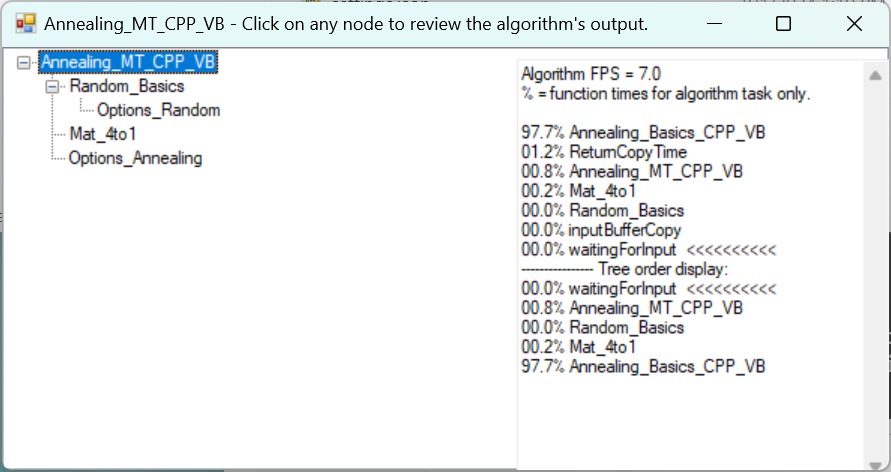 Annealing_MT_CPP_VB - Click on any node to review the algorithm's output.
Annealing_MT_CPP_VB
Random_Basics
Options_Random
Mat_4to1
Options_Annealing
Algorithm FPS = 7.0
% = function times for algorithm task only.
97.7% Annealing_Basics_CPP_VB
01.2% ReturnCopyTime
00.8% Annealing_MT_CPP_VB
00.2% Mat_4to1
00.0% Random_Basics
00.0% inputBufferCopy
00.0% waitingForInput <<<<<<<<<<
---------------- Tree order display:
00.0% waitingForInput <<<<<<<<<<
00.8% Annealing_MT_CPP_VB
00.0% Random_Basics
00.2% Mat_4to1
97.7% Annealing_Basics_CPP_VB